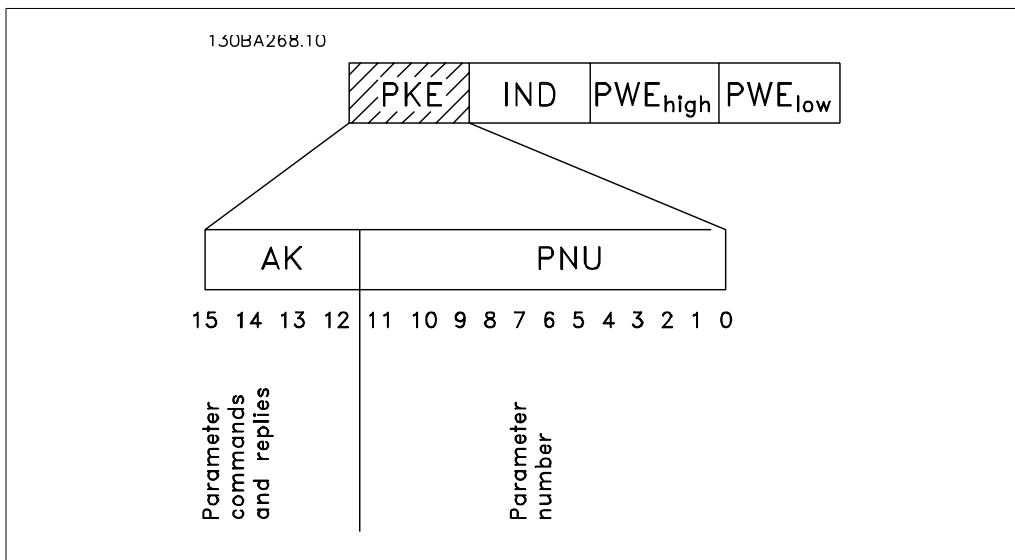 130BA268.10
PKE IND PWEhigh PWElow
AK PNU
15 14 13 12 11 10 9 8 7 6 5 4 3 2 1 0
Parameter
commands
and replies
Parameter
number